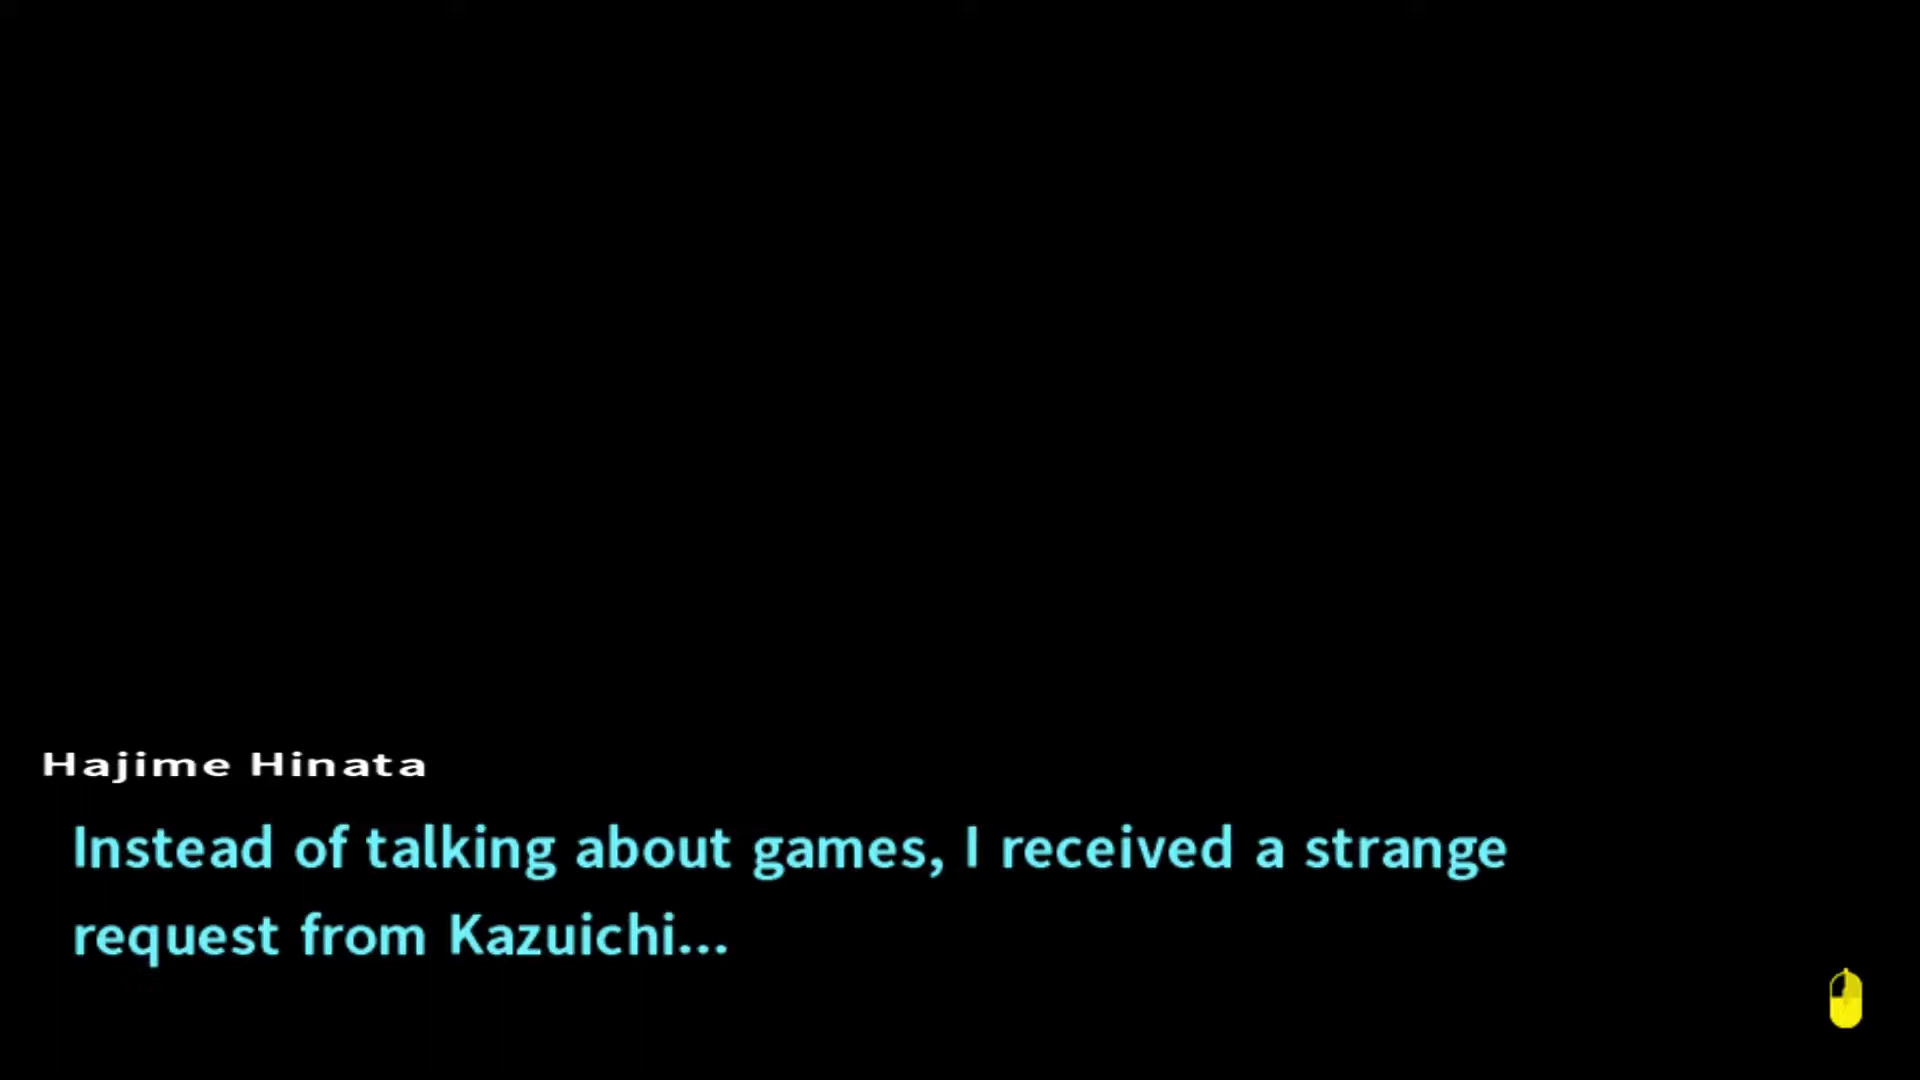 Hajime Hinata
Instead of talking about games, I received a strange
request from Kazuichi...